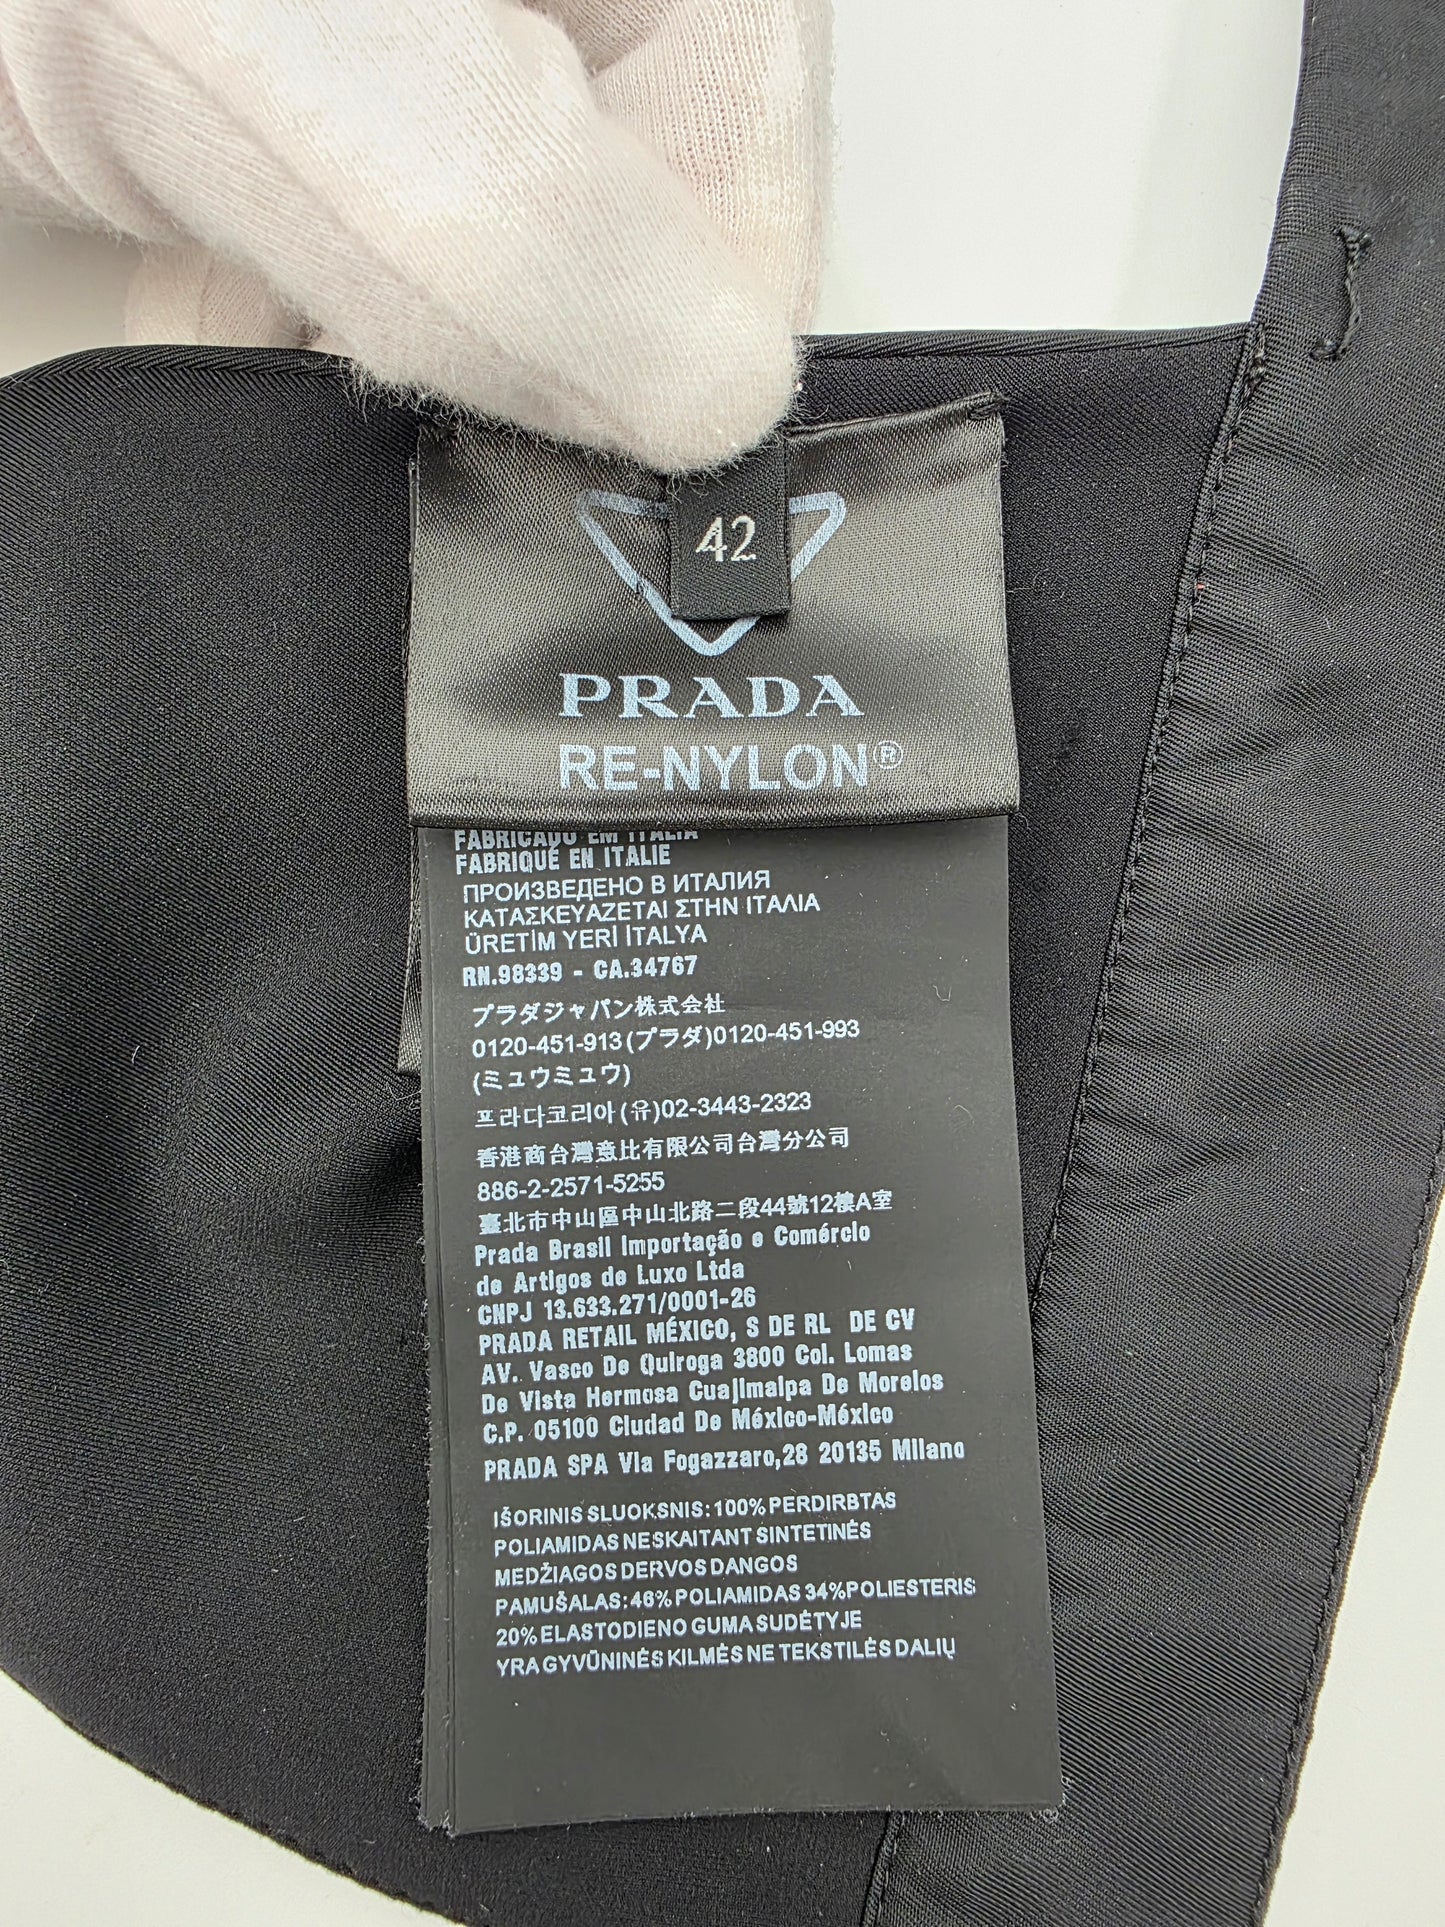 42
PRADA
RE-NYLON®
FABRICADO EM ITALIA
FABRIQUÉ EN ITALIE
ПРОИЗВЕДЕНО В ИТАЛИЯ
ΚΑΤΑΣΚΕΥΑΖΕΤΑΙ ΣΤΗΝ ΙΤΑΛΙΑ
ÜRETİM YERİ İTALYA
RN.98339 - CA.34767
プラダジャパン株式会社
0120-451-913(プラダ)0120-451-993
(ミュウミュウ)
프라다코리아(유)02-3443-2323
香港商台灣意比有限公司台灣分公司
886-2-2571-5255
臺北市中山區中山北路二段44號12樓A室
Prada Brasil Importação e Comércio
de Artigos de Luxo Ltda
CNPJ 13.633.271/0001-26
PRADA RETAIL MÉXICO, S DE RL DE CV
AV. Vasco De Quiroga 3800 Col. Lomas
De Vista Hermosa Cuajimalpa De Morelos
C.P. 05100 Ciudad De México-México
PRADA SPA Via Fogazzaro,28 20135 Milano
IŠORINIS SLUOKSNIS: 100% PERDIRBTAS
POLIAMIDAS NESKAITANT SINTETINĖS
MEDŽIAGOS DERVOS DANGOS
PAMUŠALAS: 46% POLIAMIDAS 34%POLIESTERIS
20% ELASTODIENO GUMA SUDĖTYJE
YRA GYVŪNINĖS KILMĖS NE TEKSTILĖS DALIŲ